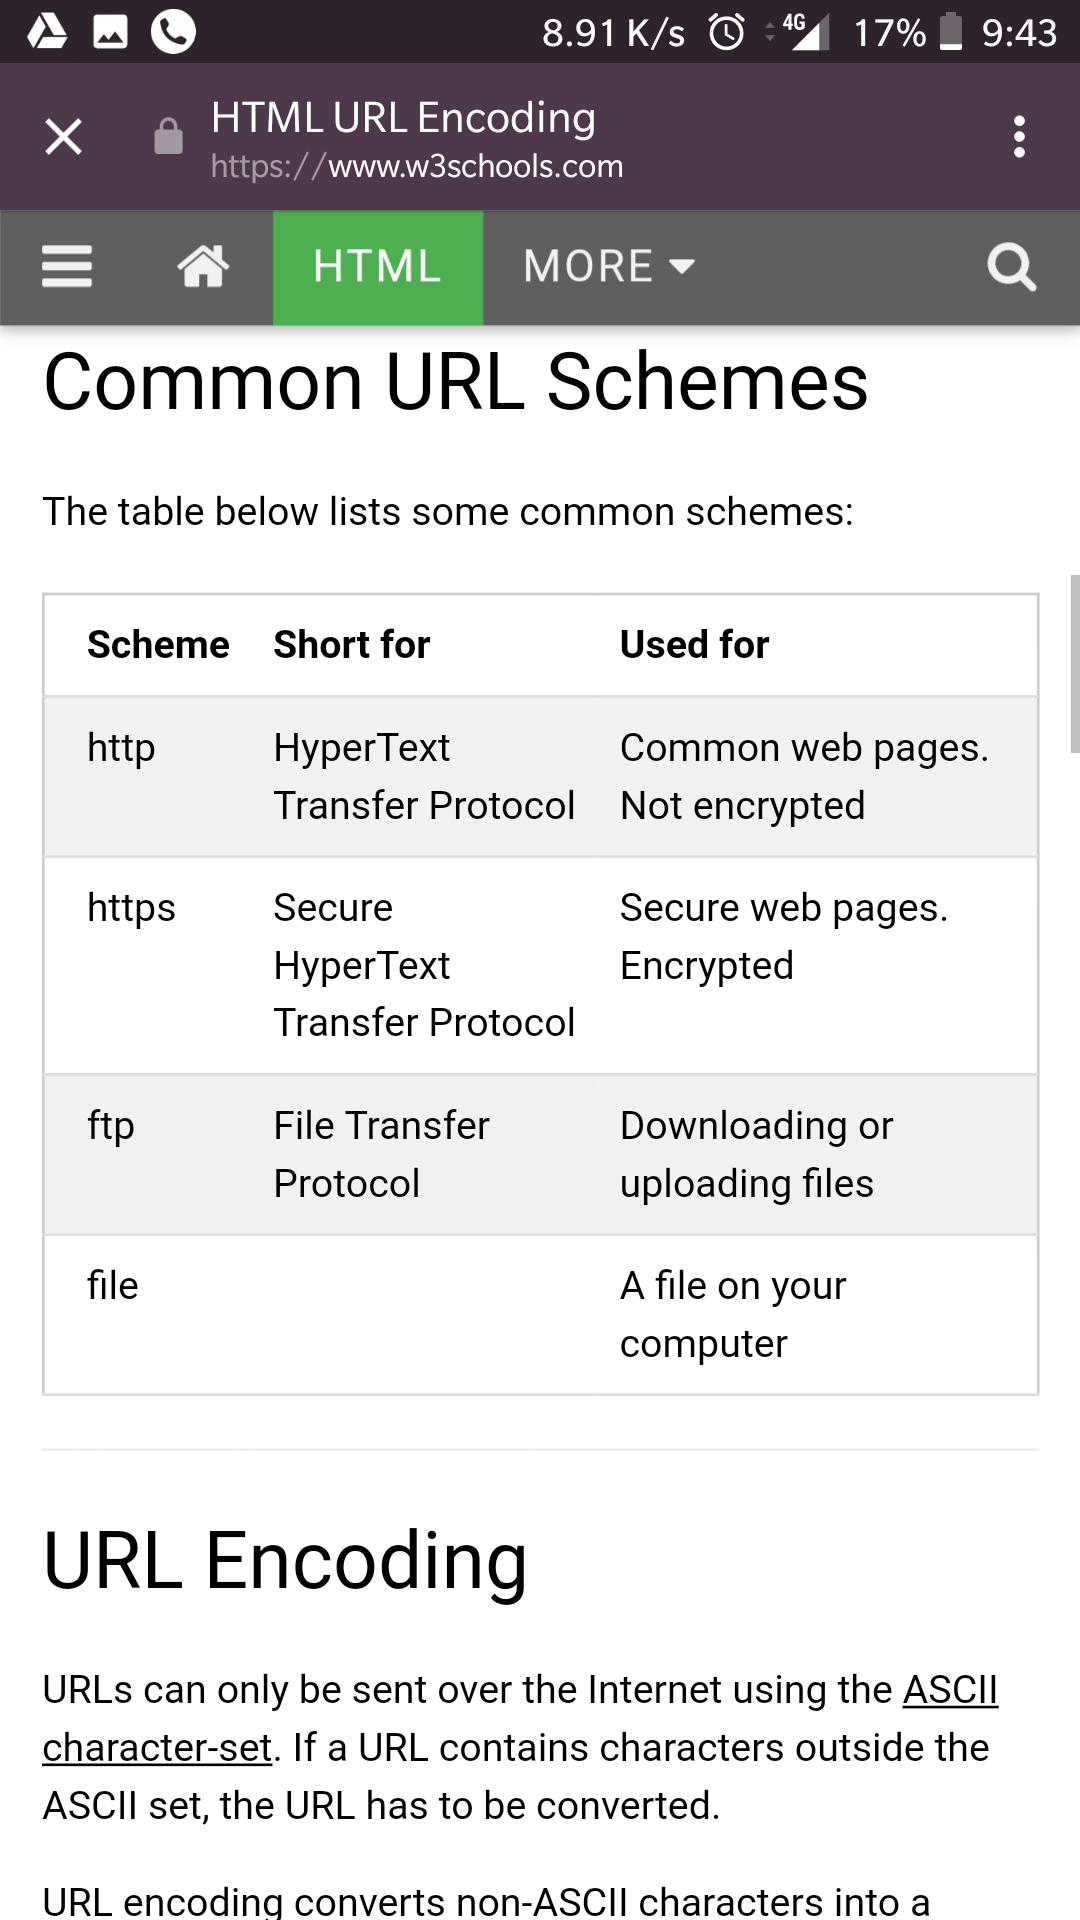 8.91 K/s 4G 17% 9:43
HTML URL Encoding
https://www.w3schools.com
HTML MORE
Common URL Schemes
The table below lists some common schemes:
Scheme Short for Used for
http HyperText Common web pages.
Transfer Protocol Not encrypted
https Secure Secure web pages.
HyperText Encrypted
Transfer Protocol
ftp File Transfer Downloading or
Protocol uploading files
file A file on your
computer
URL Encoding
URLs can only be sent over the Internet using the ASCII
character-set. If a URL contains characters outside the
ASCII set, the URL has to be converted.
URL encoding converts non-ASCII characters into a